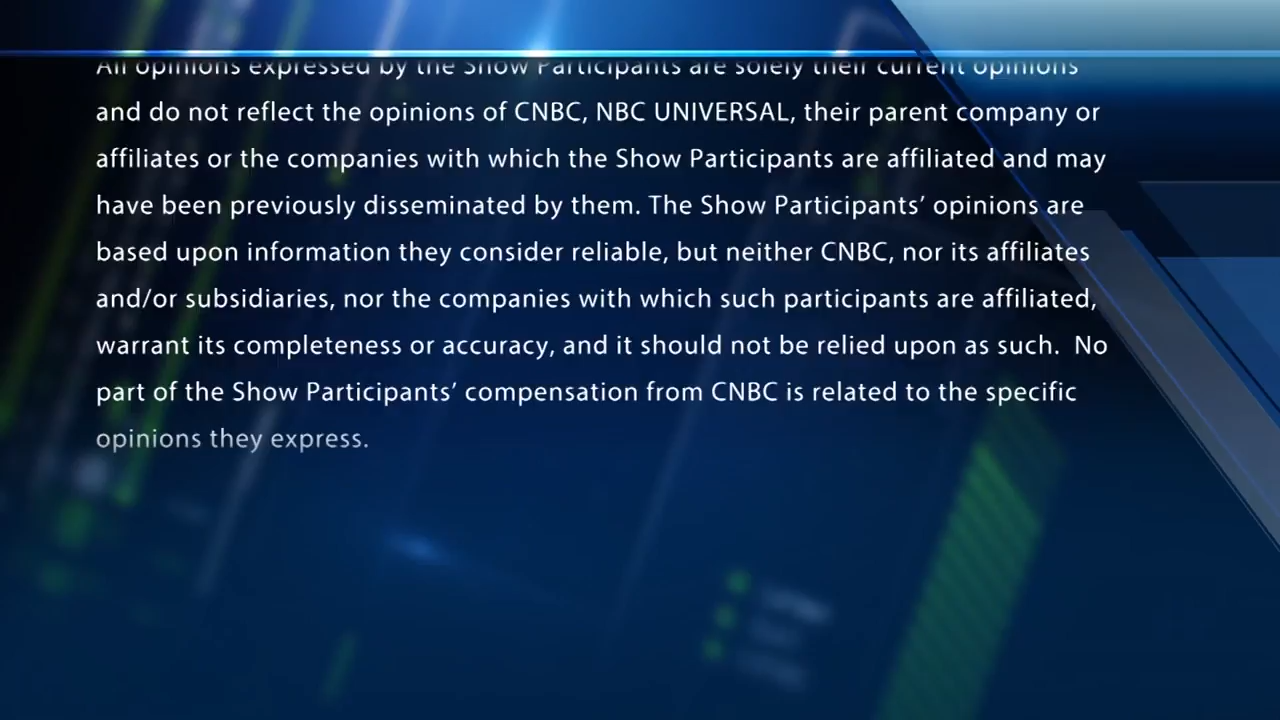 All opinions expressed by the Show Participants are solely their current opinions
and do not reflect the opinions of CNBC, NBC UNIVERSAL, their parent company or
affiliates or the companies with which the Show Participants are affiliated and may
have been previously disseminated by them. The Show Participants’ opinions are
based upon information they consider reliable, but neither CNBC, nor its affiliates
and/or subsidiaries, nor the companies with which such participants are affiliated,
warrant its completeness or accuracy, and it should not be relied upon as such.  No
part of the Show Participants’ compensation from CNBC is related to the specific
opinions they express.